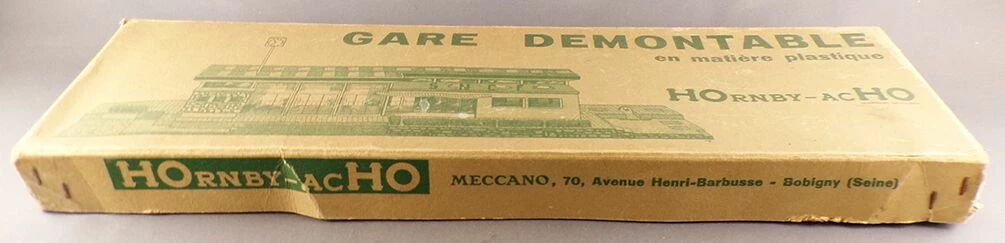 GARE DEMONTABLE
en matière plastique
HORNBY-ACHO
HORNBY-ACHO
MECCANO, 70, Avenue Henri-Barbusse - Bobigny (Seine)